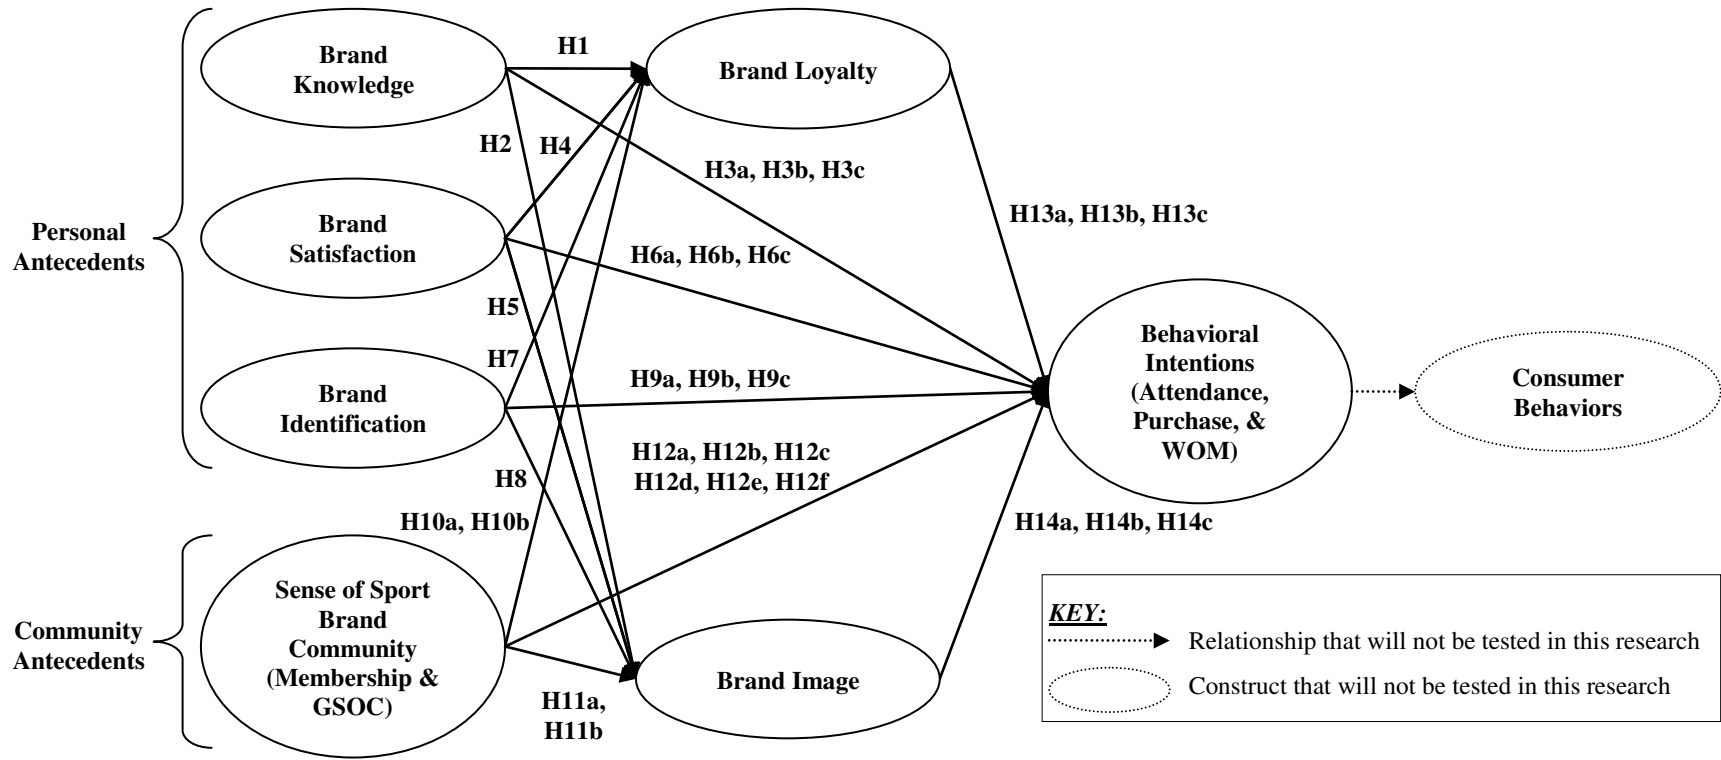 Personal
Antecedents
Community
Antecedents
Brand
Knowledge
Brand
Satisfaction
Brand
Identification
Sense of Sport
Brand
Community
(Membership &
GSOC)
H1
H2
H4
H3a, H3b, H3c
H6a, H6b, H6c
H5
H7
H9a, H9b, H9c
H12a, H12b, H12c
H12d, H12e, H12f
H8
H10a, H10b
H11a,
H11b
Brand Loyalty
Brand Image
H13a, H13b, H13c
H14a, H14b, H14c
Behavioral
Intentions
(Attendance,
Purchase, &
WOM)
Consumer
Behaviors
KEY:
Relationship that will not be tested in this research
Construct that will not be tested in this research